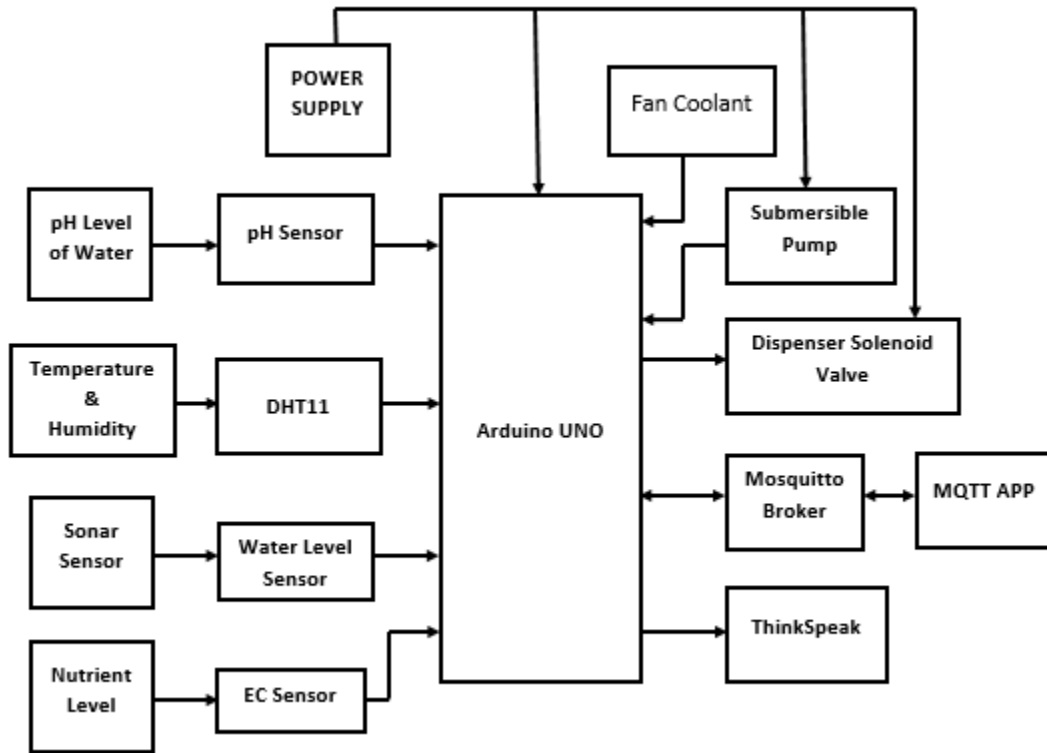 POWER
SUPPLY
Fan Coolant
pH Level
of Water
pH Sensor
Submersible
Pump
Temperature
&
Humidity
DHT11
Arduino UNO
Dispenser Solenoid
Valve
Sonar
Sensor
Water Level
Sensor
Mosquitto
Broker
MQTT APP
Nutrient
Level
EC Sensor
ThinkSpeak